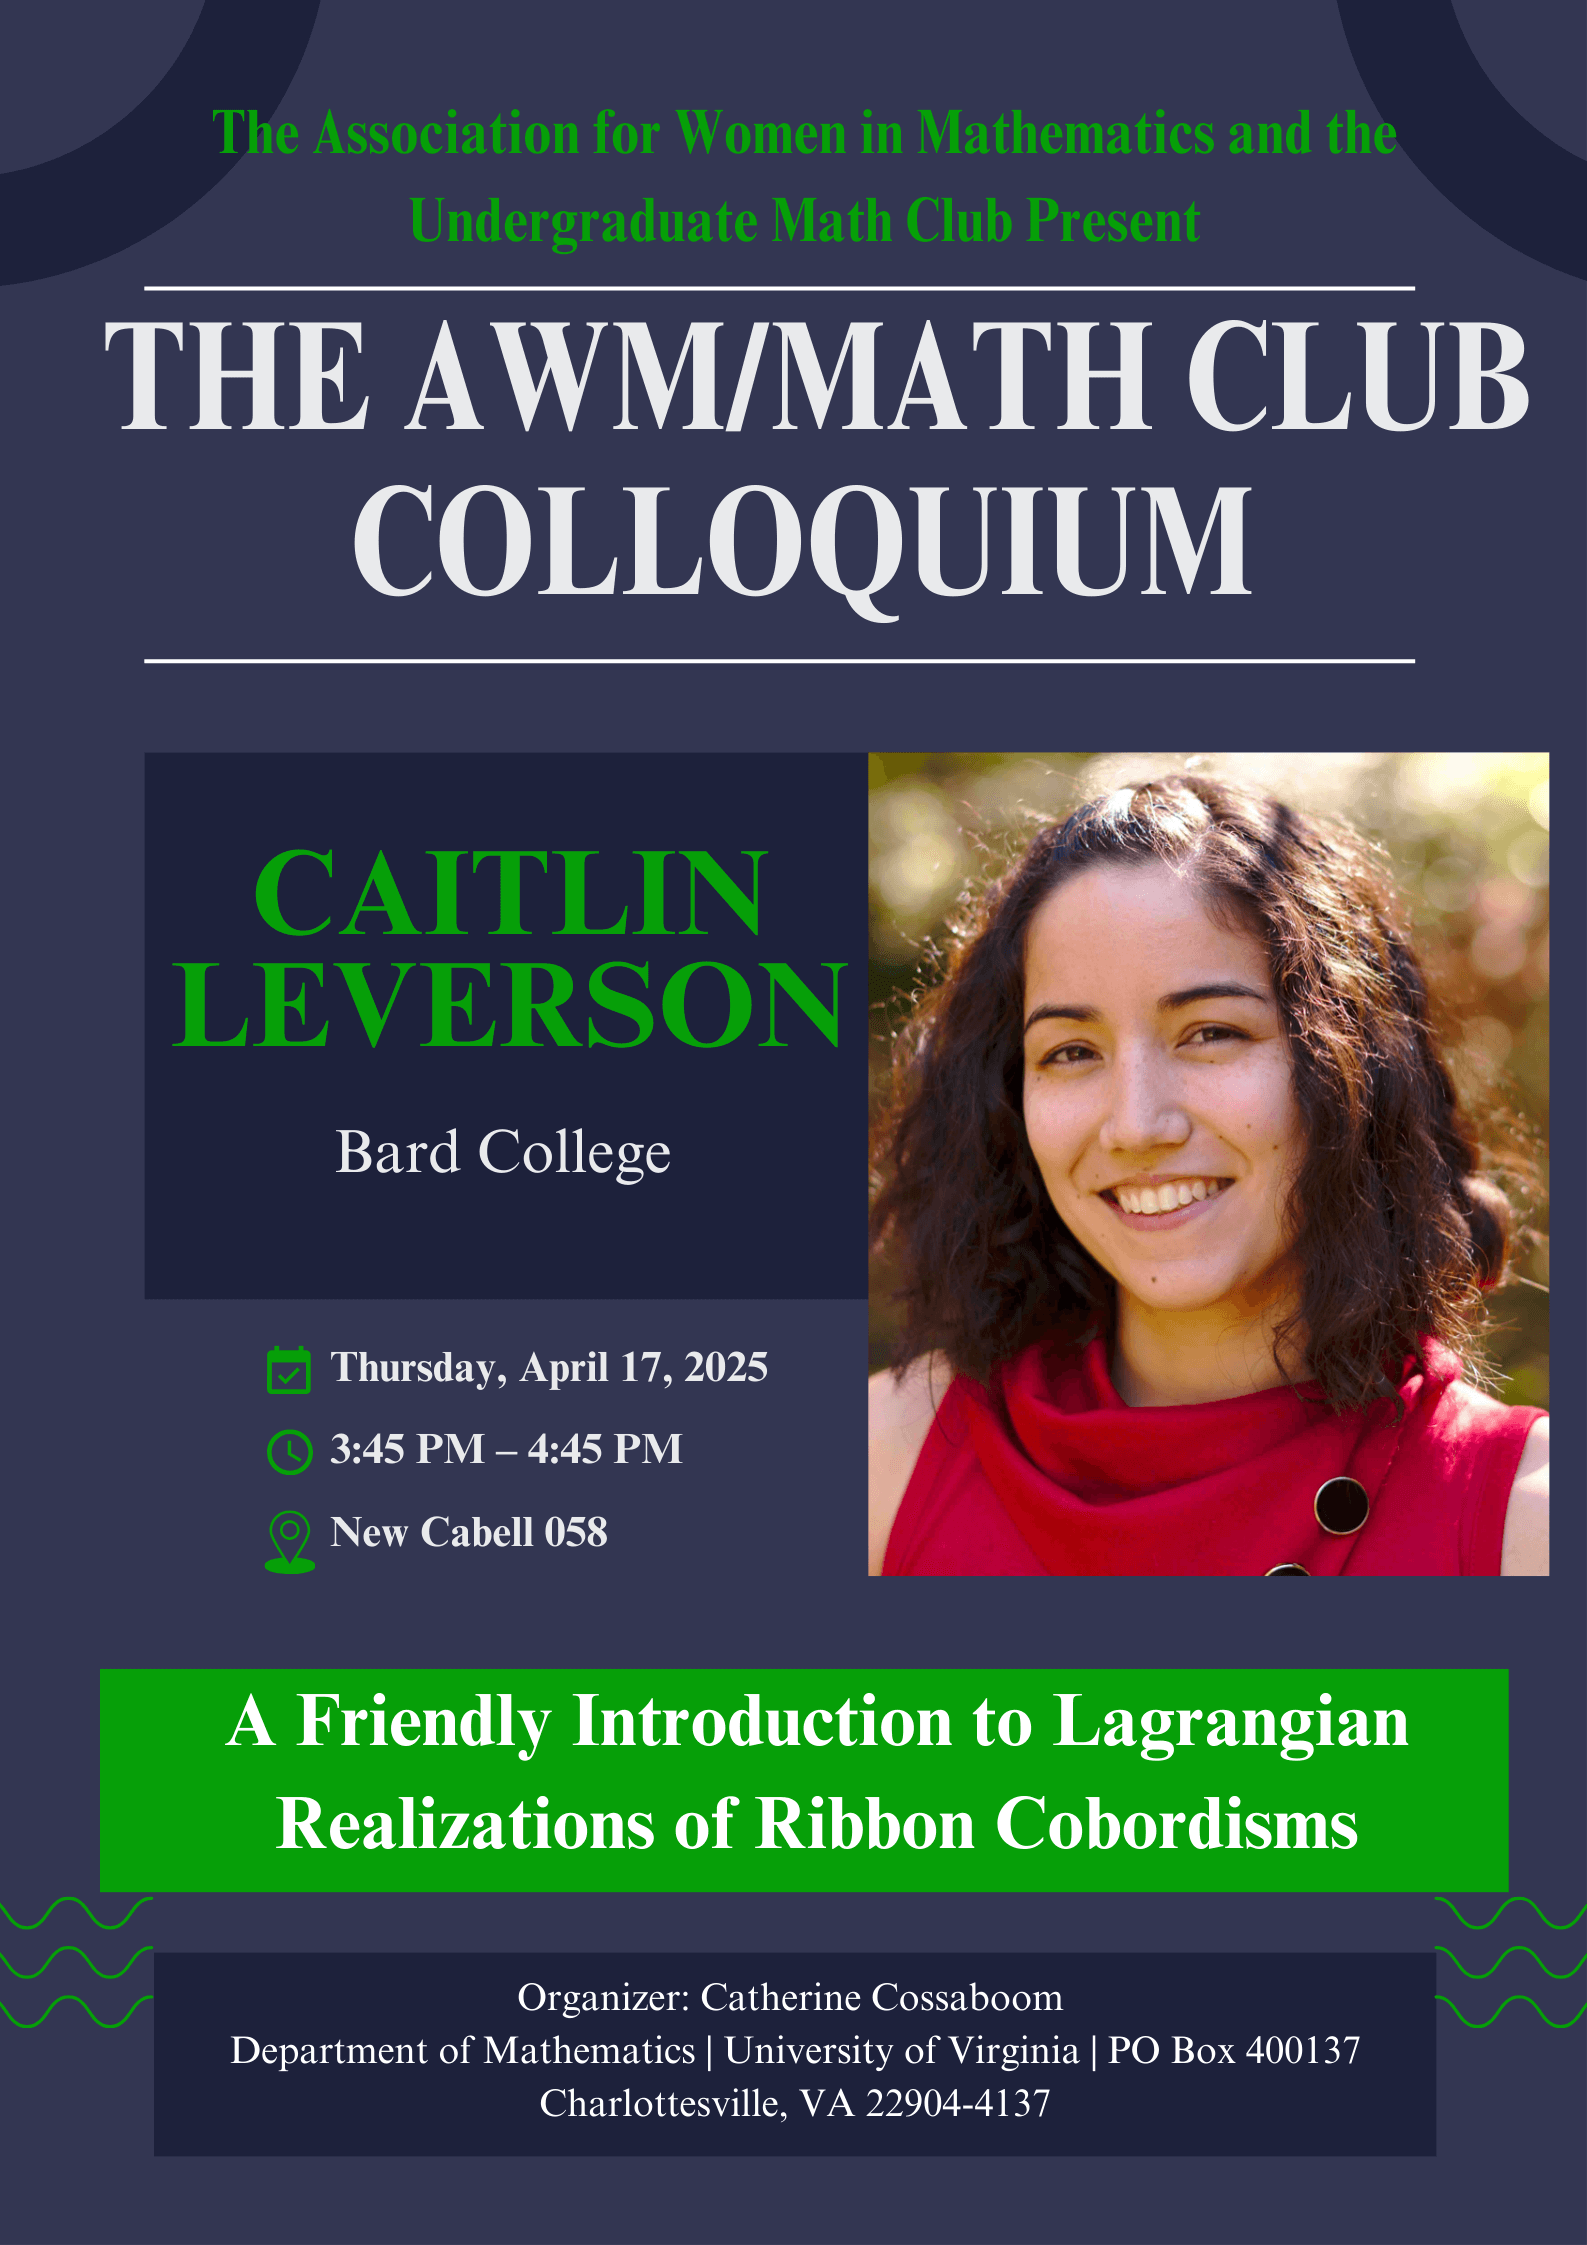 The Association for Women in Mathematics and the
Undergraduate Math Club Present
THE AWM/MATH CLUB
COLLOQUIUM
CAITLIN
LEVERSON
Bard College
Thursday, April 17, 2025
3:45 PM – 4:45 PM
New Cabell 058
A Friendly Introduction to Lagrangian
Realizations of Ribbon Cobordisms
Organizer: Catherine Cossaboom
Department of Mathematics | University of Virginia | PO Box 400137
Charlottesville, VA 22904-4137